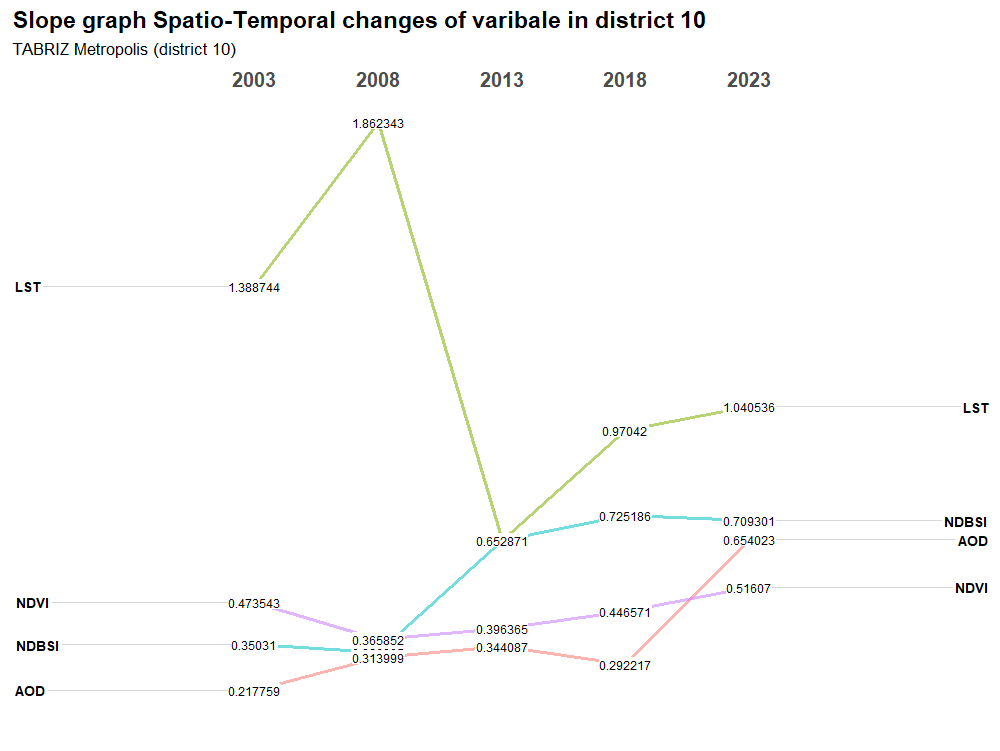 Slope graph Spatio-Temporal changes of varibale in district 10
TABRIZ Metropolis (district 10)
2003 2008 2013 2018 2023
1.862343
LST 1.388744
1.040536 LST
0.97042
0.725186
0.709301 NDBSI
0.652871
0.654023 AOD
0.51607 NDVI
NDVI 0.473543
0.446571
0.396365
0.365852
NDBSI 0.35031
0.344087
0.313999
0.292217
AOD 0.217759